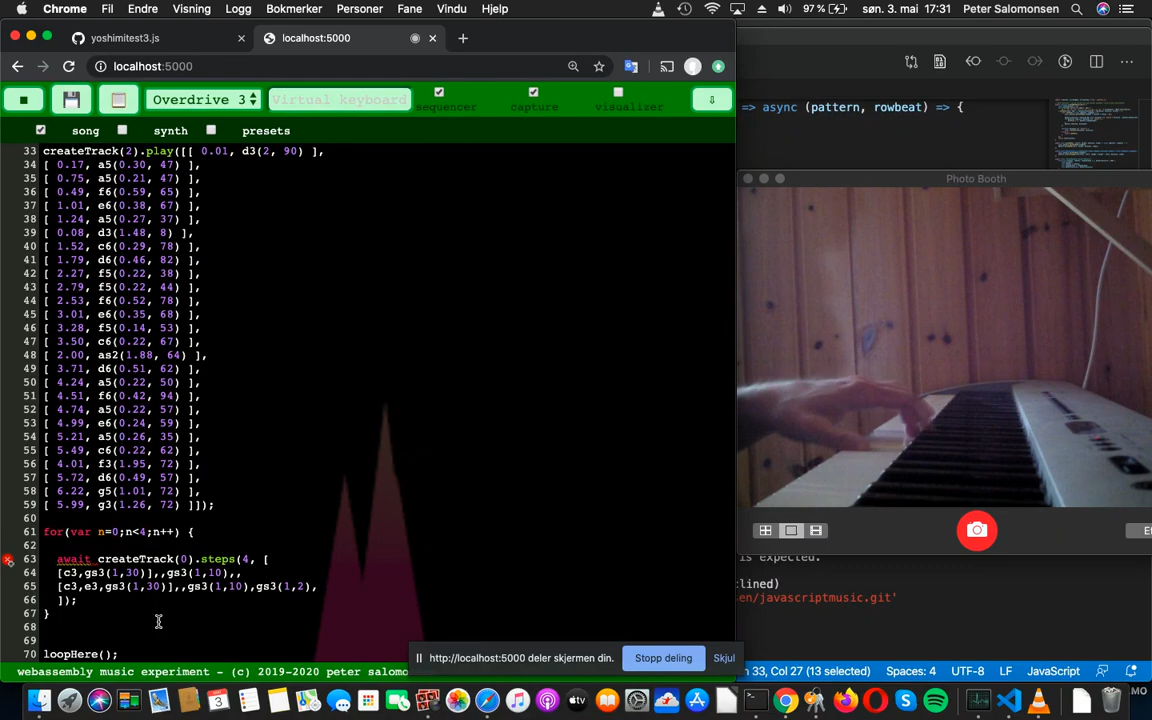 Chrome Fil Endre Visning Logg Bokmerker Personer Fane Vindu Hjelp 97 % søn. 3. mai 17:31 Peter Salomonsen
yoshimitest3.js
localhost:5000
localhost:5000
Overdrive 3
Virtual keyboard
sequencer
capture
visualizer
song
synth
presets
=> async (pattern, rowbeat) => {
Photo Booth
33 createTrack(2).play([[ 0.01, d3(2, 90) ],
34 [ 0.17, a5(0.30, 47) ],
35 [ 0.75, a5(0.21, 47) ],
36 [ 0.49, f6(0.59, 65) ],
37 [ 1.01, e6(0.38, 67) ],
38 [ 1.24, a5(0.27, 37) ],
39 [ 0.08, d3(1.48, 8) ],
40 [ 1.52, c6(0.29, 78) ],
41 [ 1.79, d6(0.46, 82) ],
42 [ 2.27, f5(0.22, 38) ],
43 [ 2.79, f5(0.22, 44) ],
44 [ 2.53, f6(0.52, 78) ],
45 [ 3.01, e6(0.35, 68) ],
46 [ 3.28, f5(0.14, 53) ],
47 [ 3.50, c6(0.22, 67) ],
48 [ 2.00, as2(1.88, 64) ],
49 [ 3.71, d6(0.51, 62) ],
50 [ 4.24, a5(0.22, 50) ],
51 [ 4.51, f6(0.42, 94) ],
52 [ 4.74, a5(0.22, 57) ],
53 [ 4.99, e6(0.24, 59) ],
54 [ 5.21, a5(0.26, 35) ],
55 [ 5.49, c6(0.22, 62) ],
56 [ 4.01, f3(1.95, 72) ],
57 [ 5.72, d6(0.49, 57) ],
58 [ 6.22, g5(1.01, 72) ],
59 [ 5.99, g3(1.26, 72) ]]);
60
61 for(var n=0;n<4;n++) {
62
63 await createTrack(0).steps(4, [
64 [c3,gs3(1,30)],,gs3(1,10),,
65 [c3,e3,gs3(1,30)],,gs3(1,10),gs3(1,2),
66 ]);
67 }
68
69
70 loopHere();
is expected.
lined)
en/javascriptmusic.git'
webassembly music experiment - (c) 2019-2020 peter salomo
http://localhost:5000 deler skjermen din.
Stopp deling
Skjul
33, Col 27 (13 selected) Spaces: 4 UTF-8 LF JavaScript